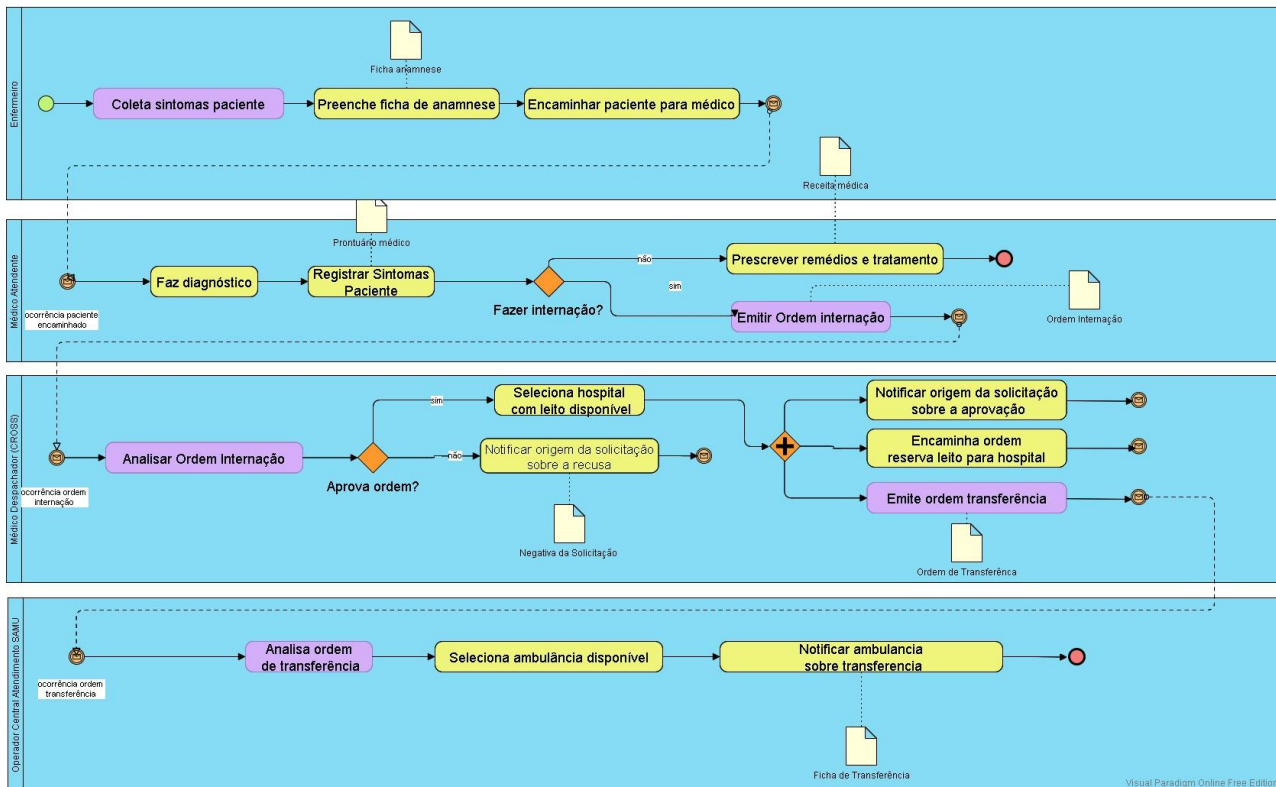 Enfermeiro
Ficha anamnese
Coleta sintomas paciente
Preenche ficha de anamnese
Encaminhar paciente para médico
Receita médica
Médico Atendente
Prontuário médico
ocorrência paciente
encaminhado
Faz diagnóstico
Registrar Sintomas
Paciente
Fazer internação?
não
sim
Prescrever remédios e tratamento
Emitir Ordem internação
Ordem Internação
Médico Despachador (CROSS)
ocorrência ordem
internação
Analisar Ordem Internação
Aprova ordem?
sim
não
Seleciona hospital
com leito disponível
Notificar origem da solicitação
sobre a recusa
Negativa da Solicitação
Notificar origem da solicitação
sobre a aprovação
Encaminha ordem
reserva leito para hospital
Emite ordem transferência
Ordem de Transferênca
Operador Central Atendimento SAMU
ocorrência ordem
transferência
Analisa ordem
de transferência
Seleciona ambulância disponível
Notificar ambulancia
sobre transferencia
Ficha de Transferência
Visual Paradigm Online Free Edition